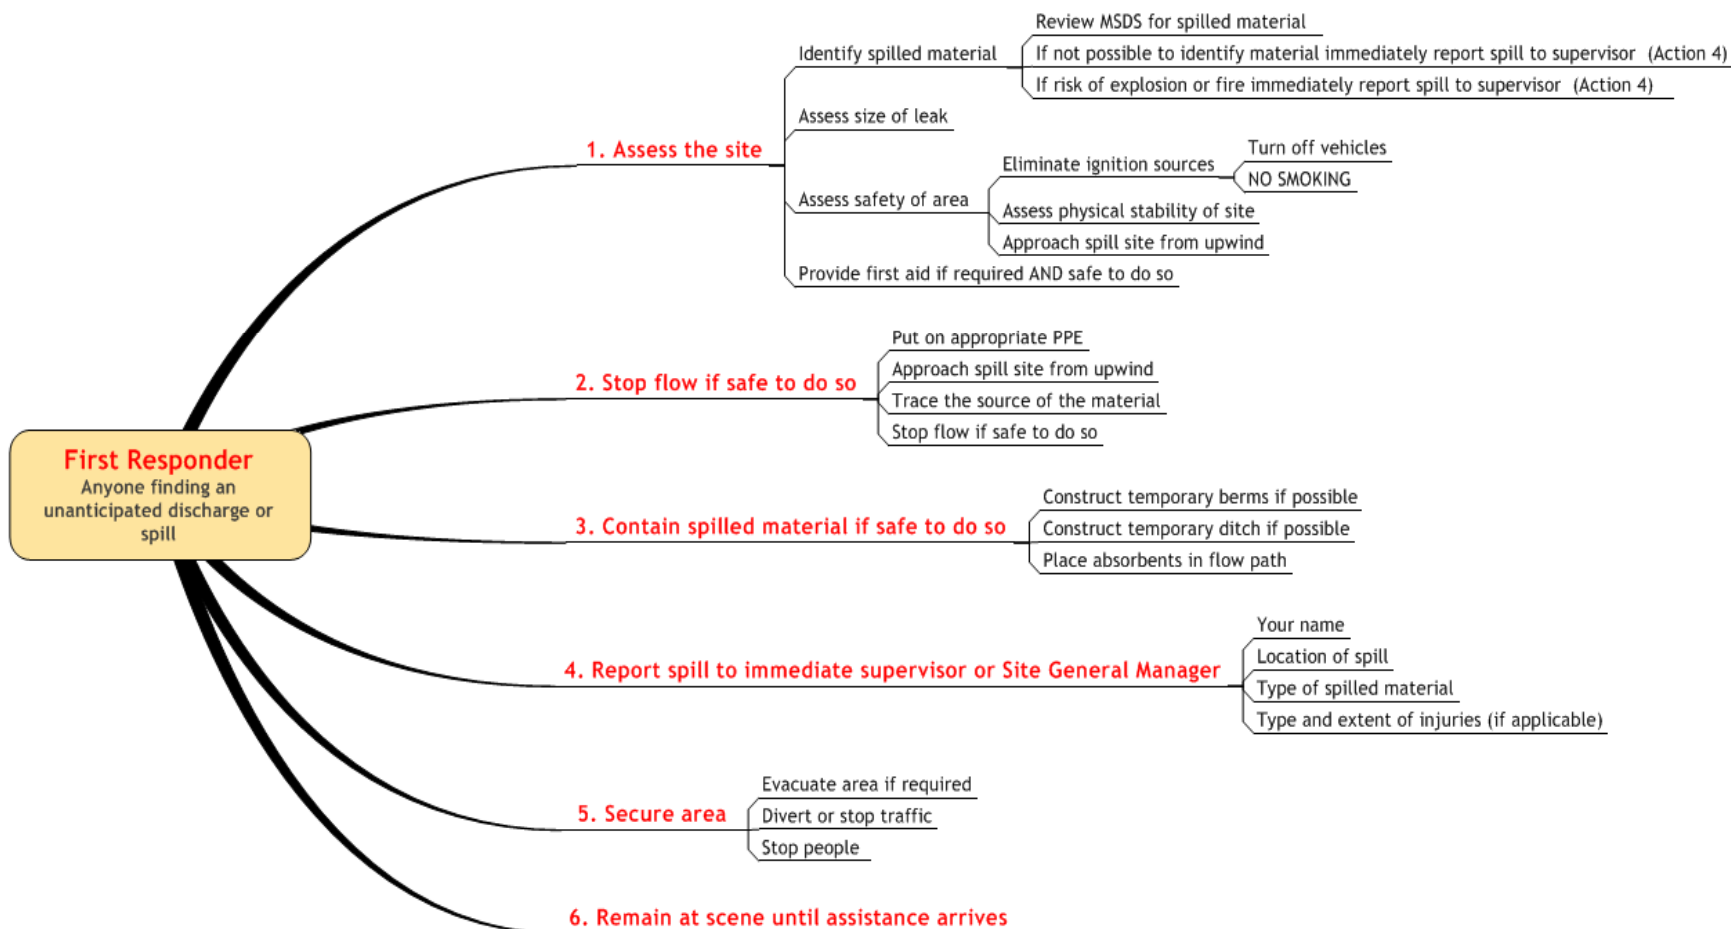 First Responder
Anyone finding an
unanticipated discharge or
spill
1. Assess the site
Identify spilled material
Review MSDS for spilled material
If not possible to identify material immediately report spill to supervisor (Action 4)
If risk of explosion or fire immediately report spill to supervisor (Action 4)
Assess size of leak
Assess safety of area
Eliminate ignition sources
Turn off vehicles
NO SMOKING
Assess physical stability of site
Approach spill site from upwind
Provide first aid if required AND safe to do so
2. Stop flow if safe to do so
Put on appropriate PPE
Approach spill site from upwind
Trace the source of the material
Stop flow if safe to do so
3. Contain spilled material if safe to do so
Construct temporary berms if possible
Construct temporary ditch if possible
Place absorbents in flow path
4. Report spill to immediate supervisor or Site General Manager
Your name
Location of spill
Type of spilled material
Type and extent of injuries (if applicable)
5. Secure area
Evacuate area if required
Divert or stop traffic
Stop people
6. Remain at scene until assistance arrives